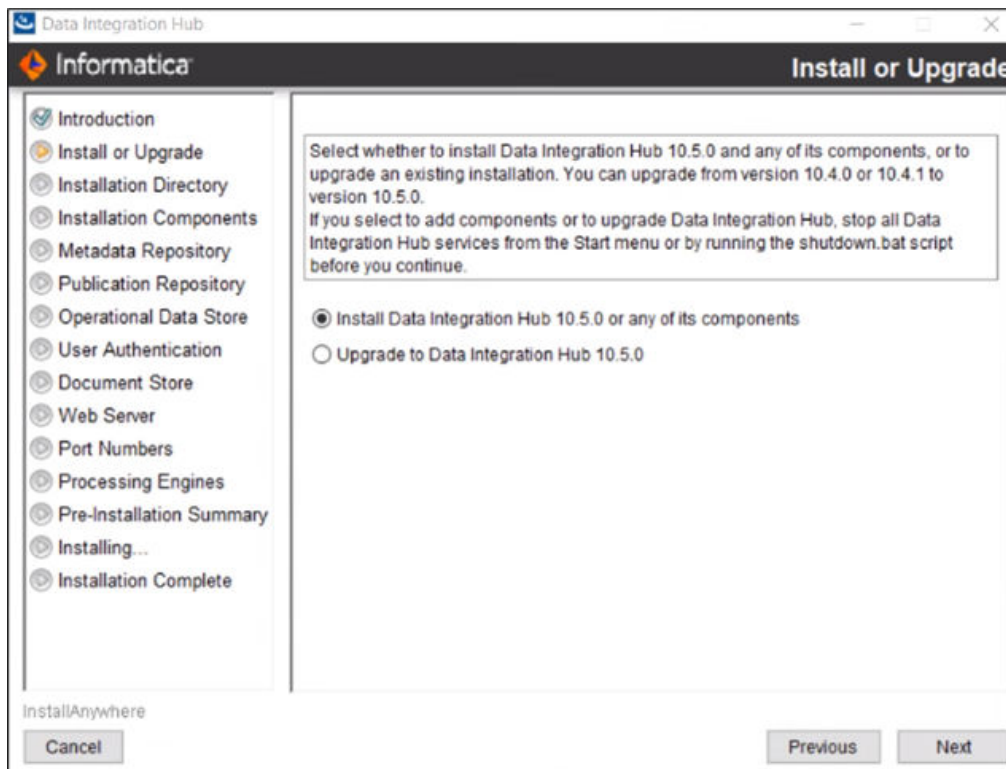 Data Integration Hub
Informatica
Install or Upgrade
Introduction
Install or Upgrade
Installation Directory
Installation Components
Metadata Repository
Publication Repository
Operational Data Store
User Authentication
Document Store
Web Server
Port Numbers
Processing Engines
Pre-Installation Summary
Installing...
Installation Complete
Select whether to install Data Integration Hub 10.5.0 and any of its components, or to
upgrade an existing installation. You can upgrade from version 10.4.0 or 10.4.1 to
version 10.5.0.
If you select to add components or to upgrade Data Integration Hub, stop all Data
Integration Hub services from the Start menu or by running the shutdown.bat script
before you continue.
Install Data Integration Hub 10.5.0 or any of its components
Upgrade to Data Integration Hub 10.5.0
InstallAnywhere
Cancel
Previous
Next